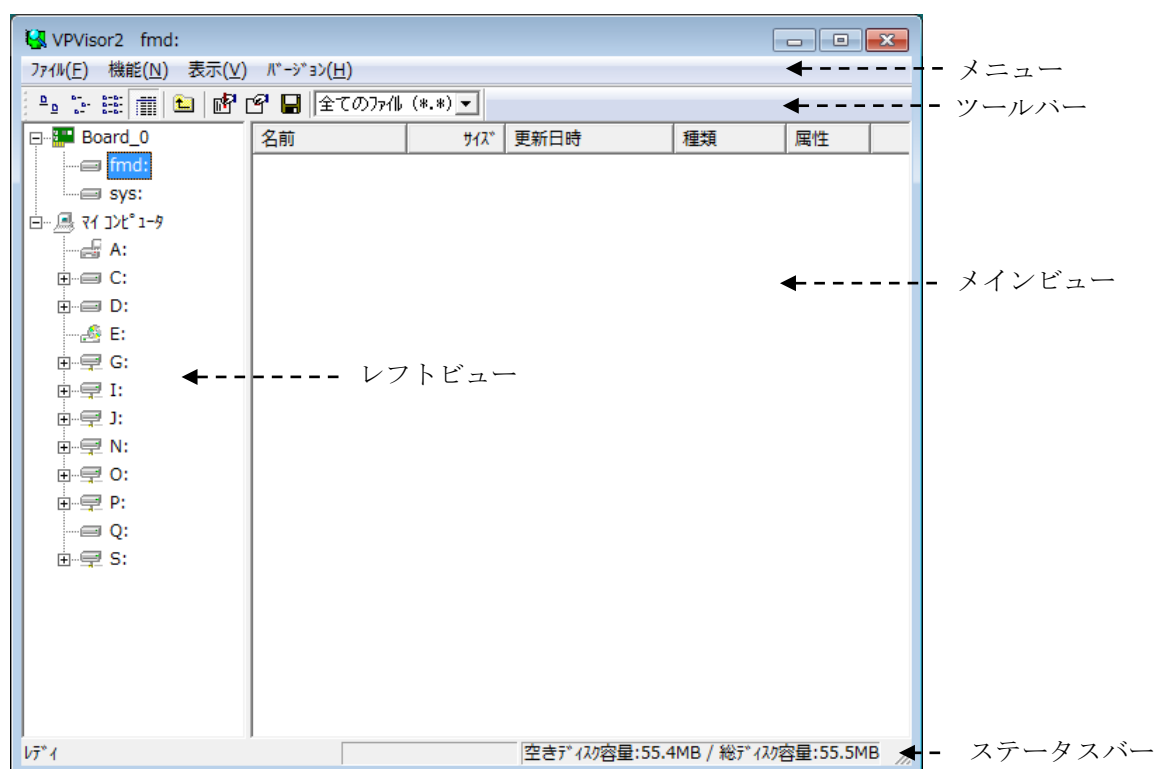 VPVisor2 fmd:
ﾌｧｲﾙ(F) 機能(N) 表示(V) ﾊﾞｰｼﾞｮﾝ(H)
メニュー
全てのﾌｧｲﾙ (*.*)
ツールバー
Board_0
名前 ｻｲｽﾞ 更新日時 種類 属性
fmd:
sys:
ﾏｲ ｺﾝﾋﾟｭｰﾀ
A:
C:
メインビュー
D:
E:
G:
レフトビュー
I:
J:
N:
O:
P:
Q:
S:
ﾚﾃﾞｨ
空きﾃﾞｨｽｸ容量:55.4MB / 総ﾃﾞｨｽｸ容量:55.5MB
ステータスバー